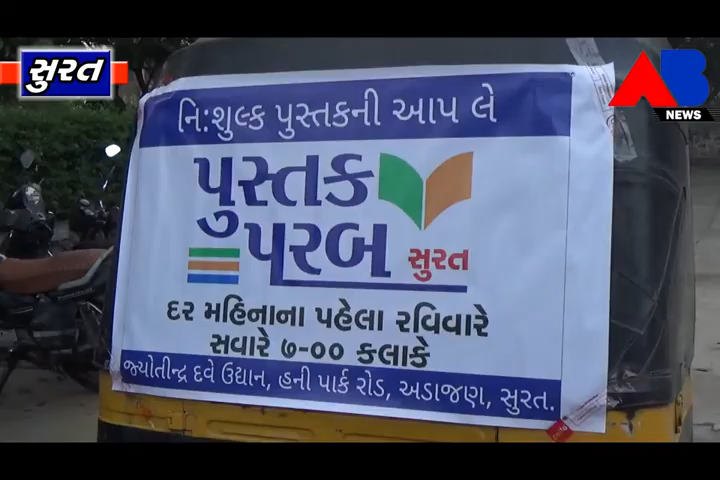 સુરત
AB
NEWS
નિ:શુલ્ક પુસ્તકની આપ લે
પુસ્તક
પરબ સુરત
દર મહિનાના પહેલા રવિવારે
સવારે ૭-૦૦ કલાકે
જ્યોતીન્દ્ર દવે ઉદ્યાન, હની પાર્ક રોડ, અડાજણ, સુરત.